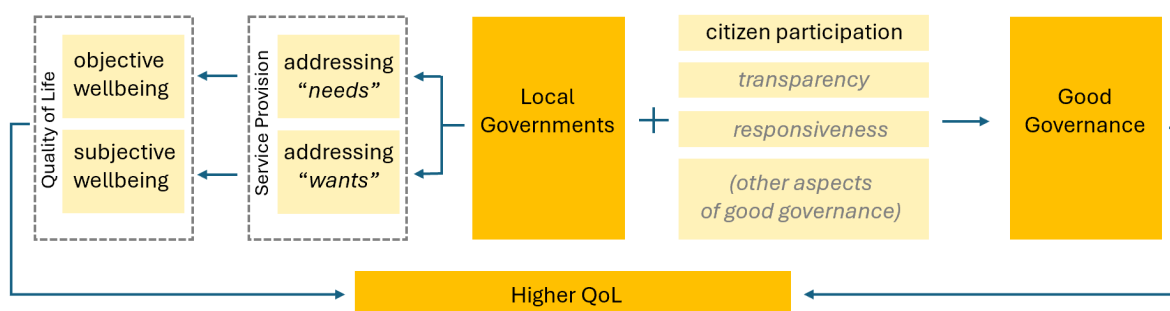 Quality of Life
objective
wellbeing
subjective
wellbeing
Service Provision
addressing
“needs”
addressing
“wants”
Local
Governments
citizen participation
transparency
responsiveness
(other aspects
of good governance)
Good
Governance
Higher QoL